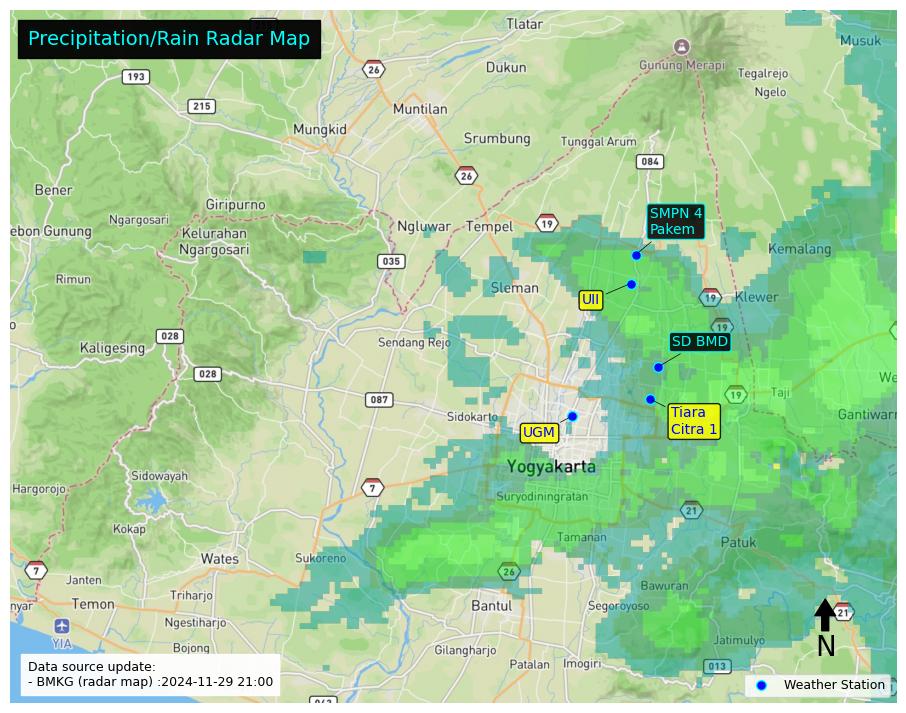 Precipitation/Rain Radar Map
Tlatar
Musuk
26
193
Dukun
Gunung Merapi
Tegalrejo
Ngelo
215
Muntilan
Mungkid
Srumbung
Tunggal Arum
084
26
Bener
Giripurno
Ngargosari
ebon Gunung
Kelurahan
Ngargosari
Ngluwar
Tempel
19
SMPN 4
Pakem
Kemalang
035
Rimun
Sleman
UII
19
Klewer
19
028
Kaligesing
Sendang Rejo
SD BMD
028
We
087
19
Taji
Sidokarto
Tiara
Citra 1
Gantiwarn
UGM
Yogyakarta
Sidowayah
Hargorojo
7
Suryodiningratan
21
Kokap
Tamanan
Patuk
Wates
Sukoreno
7
26
Janten
Bawuran
nyar
Temon
Triharjo
Bantul
Segoroyoso
21
YIA
Ngestiharjo
N
Bojong
Gilangharjo
Jatimulyo
Patalan
Imogiri
013
Data source update:
- BMKG (radar map) :2024-11-29 21:00
Weather Station